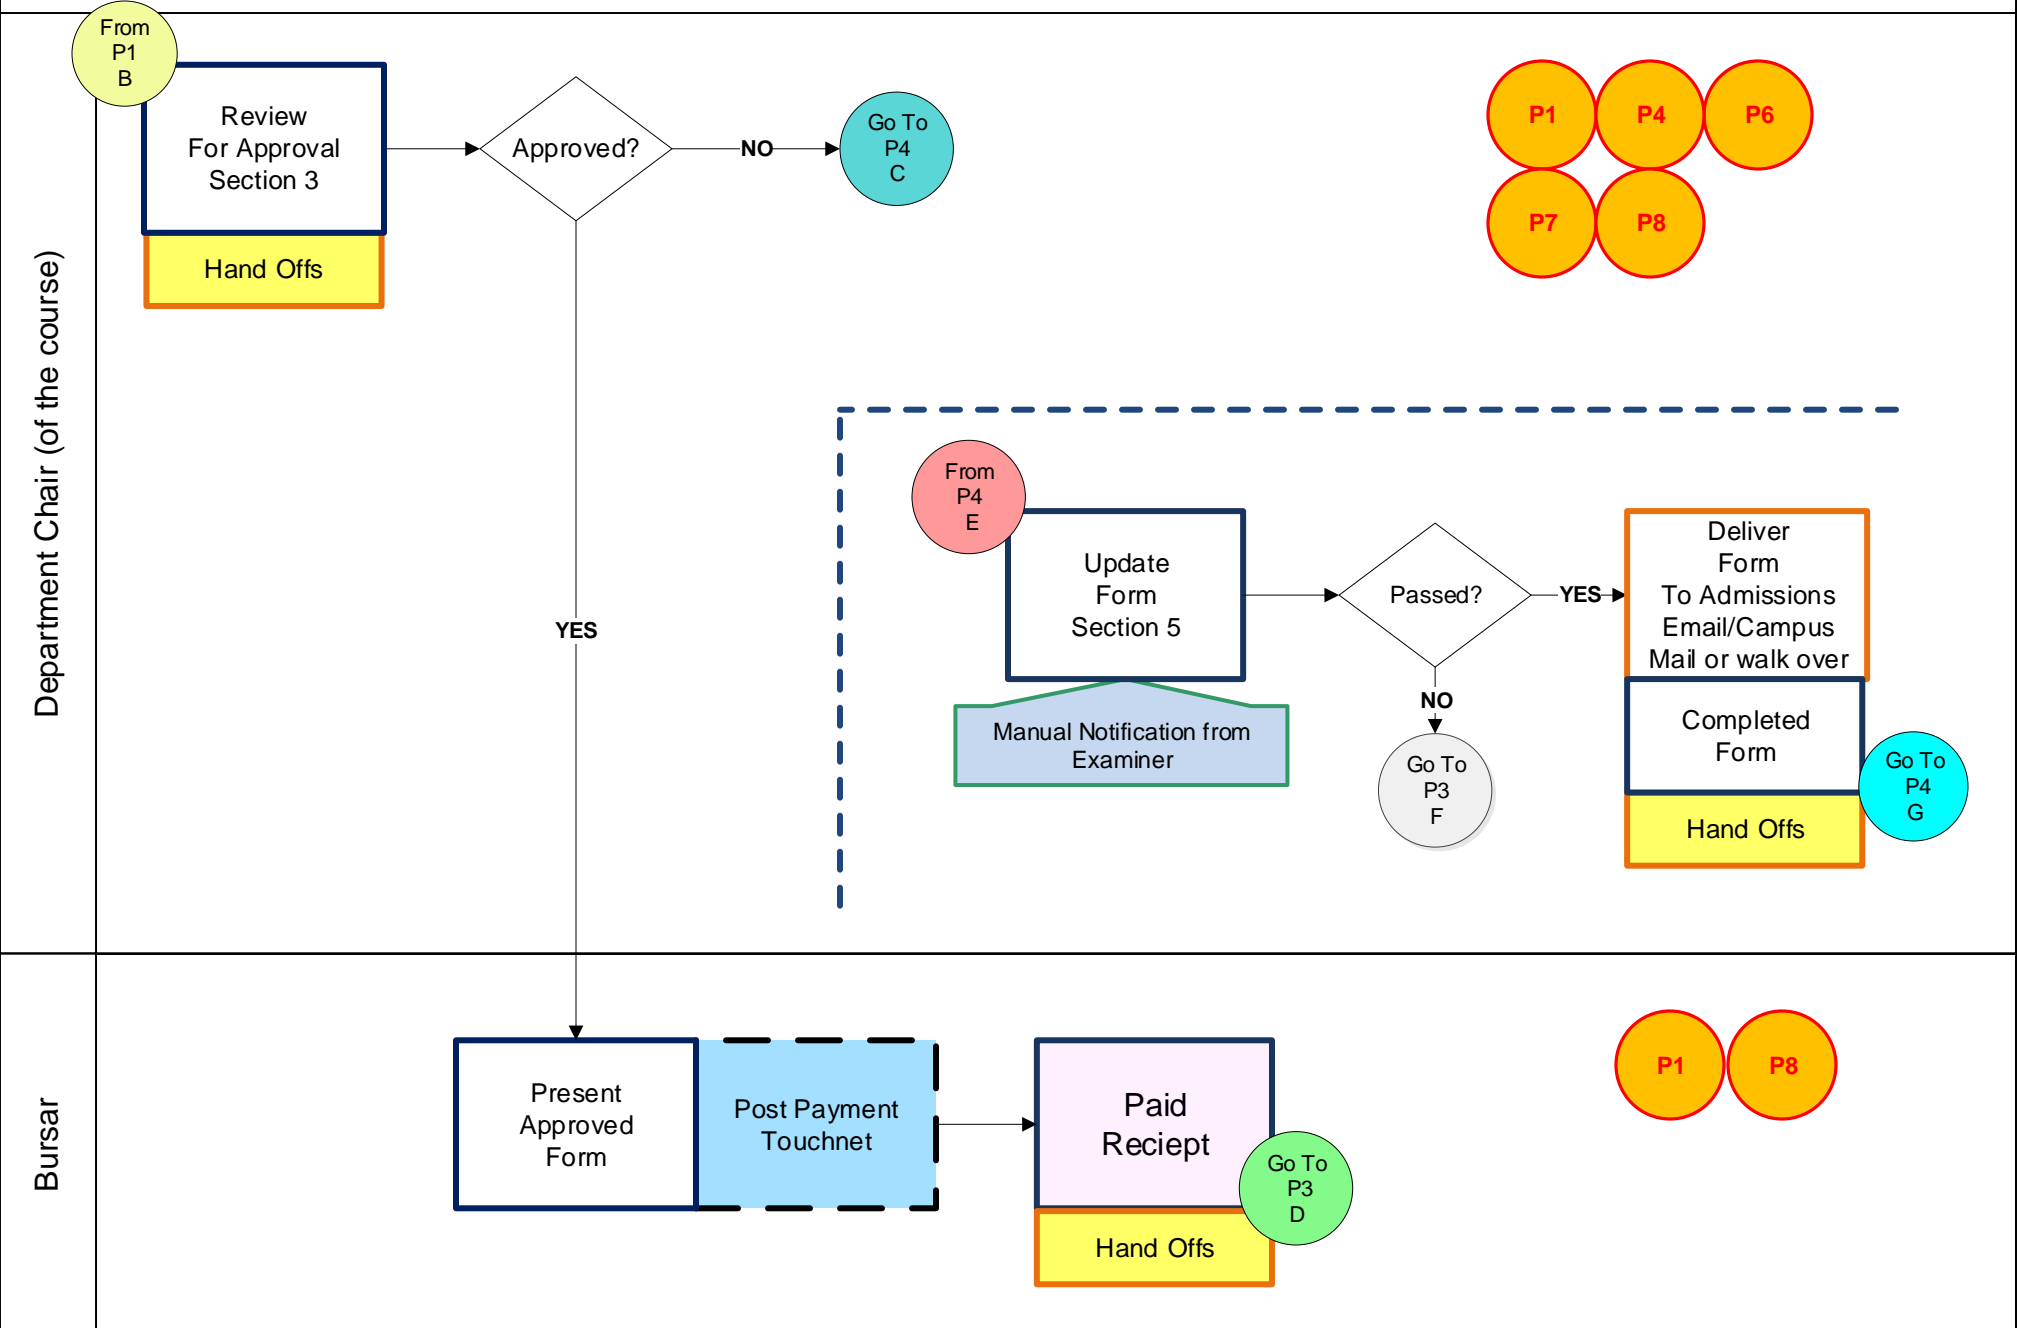 Department Chair (of the course)
From
P1
B
Review
For Approval
Section 3
Hand Offs
Approved?
NO
Go To
P4
C
YES
P1
P4
P6
P7
P8
From
P4
E
Update
Form
Section 5
Manual Notification from
Examiner
Passed?
YES
NO
Go To
P3
F
Deliver
Form
To Admissions
Email/Campus
Mail or walk over
Completed
Form
Hand Offs
Go To
P4
G
Bursar
Present
Approved
Form
Post Payment
Touchnet
Paid
Reciept
Hand Offs
Go To
P3
D
P1
P8